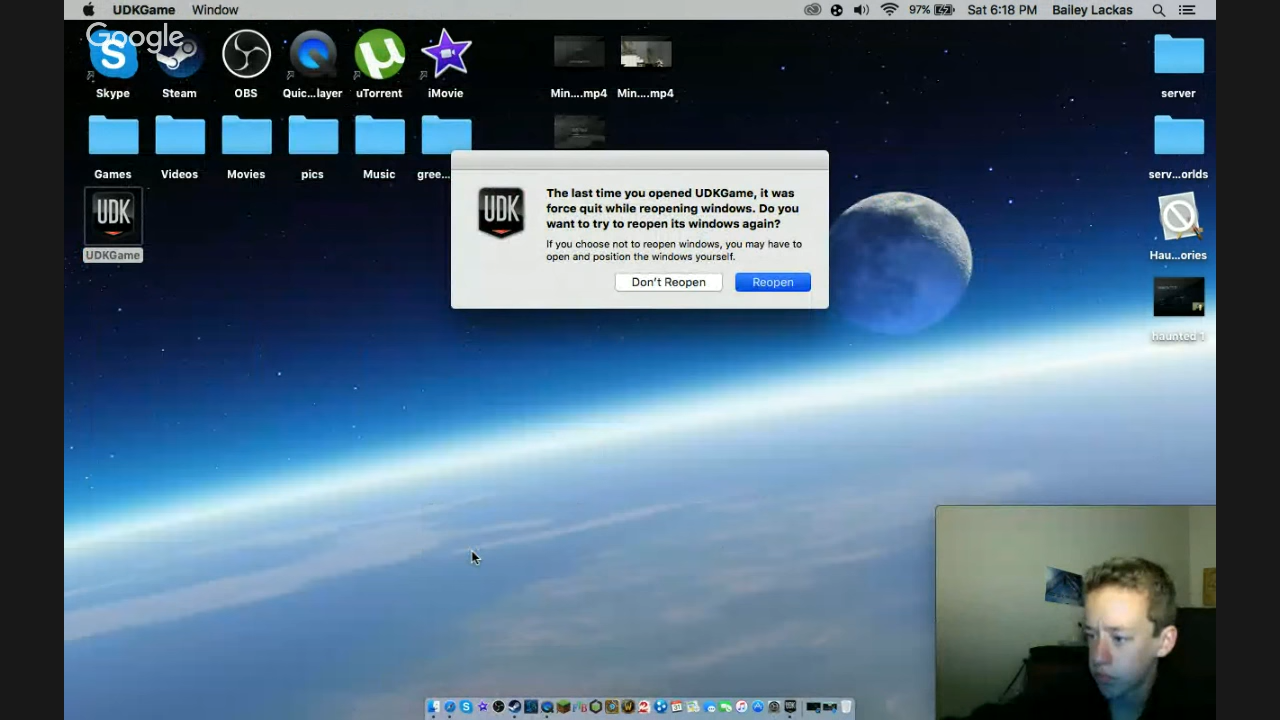 UDKGame Window 97% Sat 6:18 PM Bailey Lackas
Google
Skype Steam OBS Quic...layer uTorrent iMovie Min....mp4 Min....mp4 server
Games Videos Movies pics Music gree... serv...orlds
UDK
UDKGame
Hau...ories
haunted 1
UDK
The last time you opened UDKGame, it was
force quit while reopening windows. Do you
want to try to reopen its windows again?
If you choose not to reopen windows, you may have to
open and position the windows yourself.
Don't Reopen Reopen